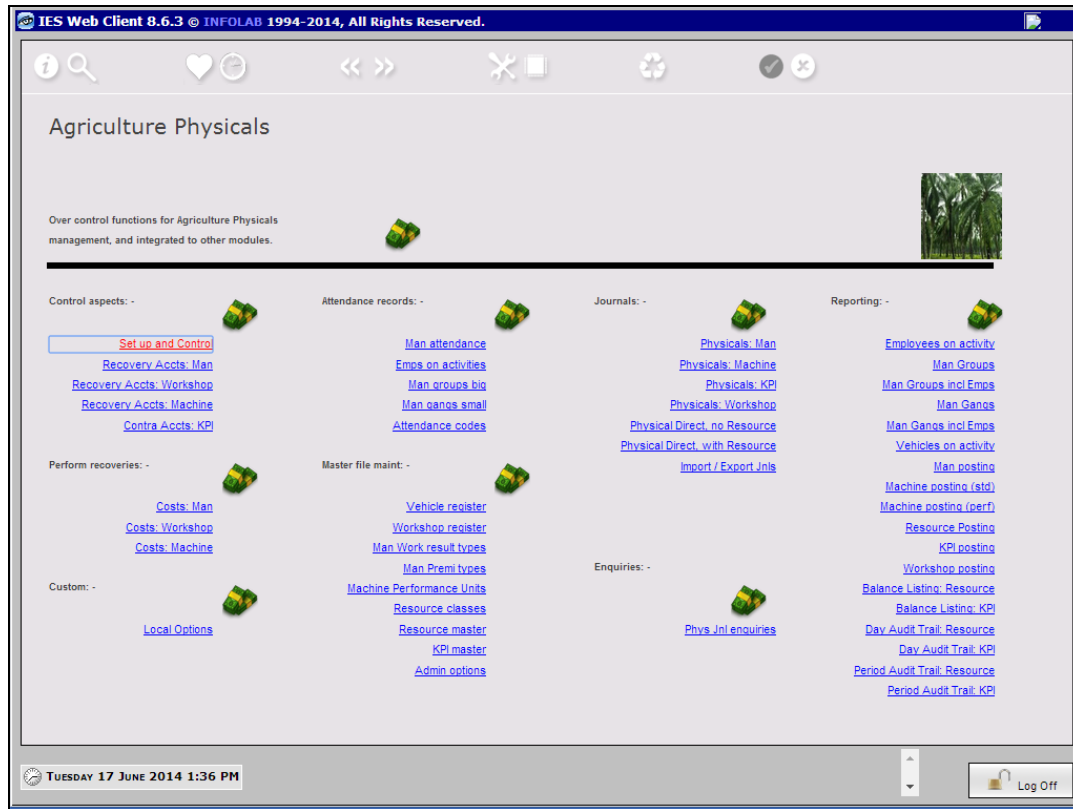 IES Web Client 8.6.3 © INFOLAB 1994-2014, All Rights Reserved.
Agriculture Physicals
Over control functions for Agriculture Physicals
management, and integrated to other modules.
Control aspects: -
Set up and Control
Recovery Accts: Man
Recovery Accts: Workshop
Recovery Accts: Machine
Contra Accts: KPI
Perform recoveries: -
Costs: Man
Costs: Workshop
Costs: Machine
Custom: -
Local Options
Attendance records: -
Man attendance
Emps on activities
Man groups big
Man gangs small
Attendance codes
Master file maint: -
Vehicle register
Workshop register
Man Work result types
Man Premi types
Machine Performance Units
Resource classes
Resource master
KPI master
Admin options
Journals: -
Physicals: Man
Physicals: Machine
Physicals: KPI
Physicals: Workshop
Physical Direct, no Resource
Physical Direct, with Resource
Import / Export Jnls
Enquiries: -
Phys Jnl enquiries
Reporting: -
Employees on activity
Man Groups
Man Groups incl Emps
Man Gangs
Man Gangs incl Emps
Vehicles on activity
Man posting
Machine posting (std)
Machine posting (perf)
Resource Posting
KPI posting
Workshop posting
Balance Listing: Resource
Balance Listing: KPI
Day Audit Trail: Resource
Day Audit Trail: KPI
Period Audit Trail: Resource
Period Audit Trail: KPI
TUESDAY 17 JUNE 2014 1:36 PM
Log Off